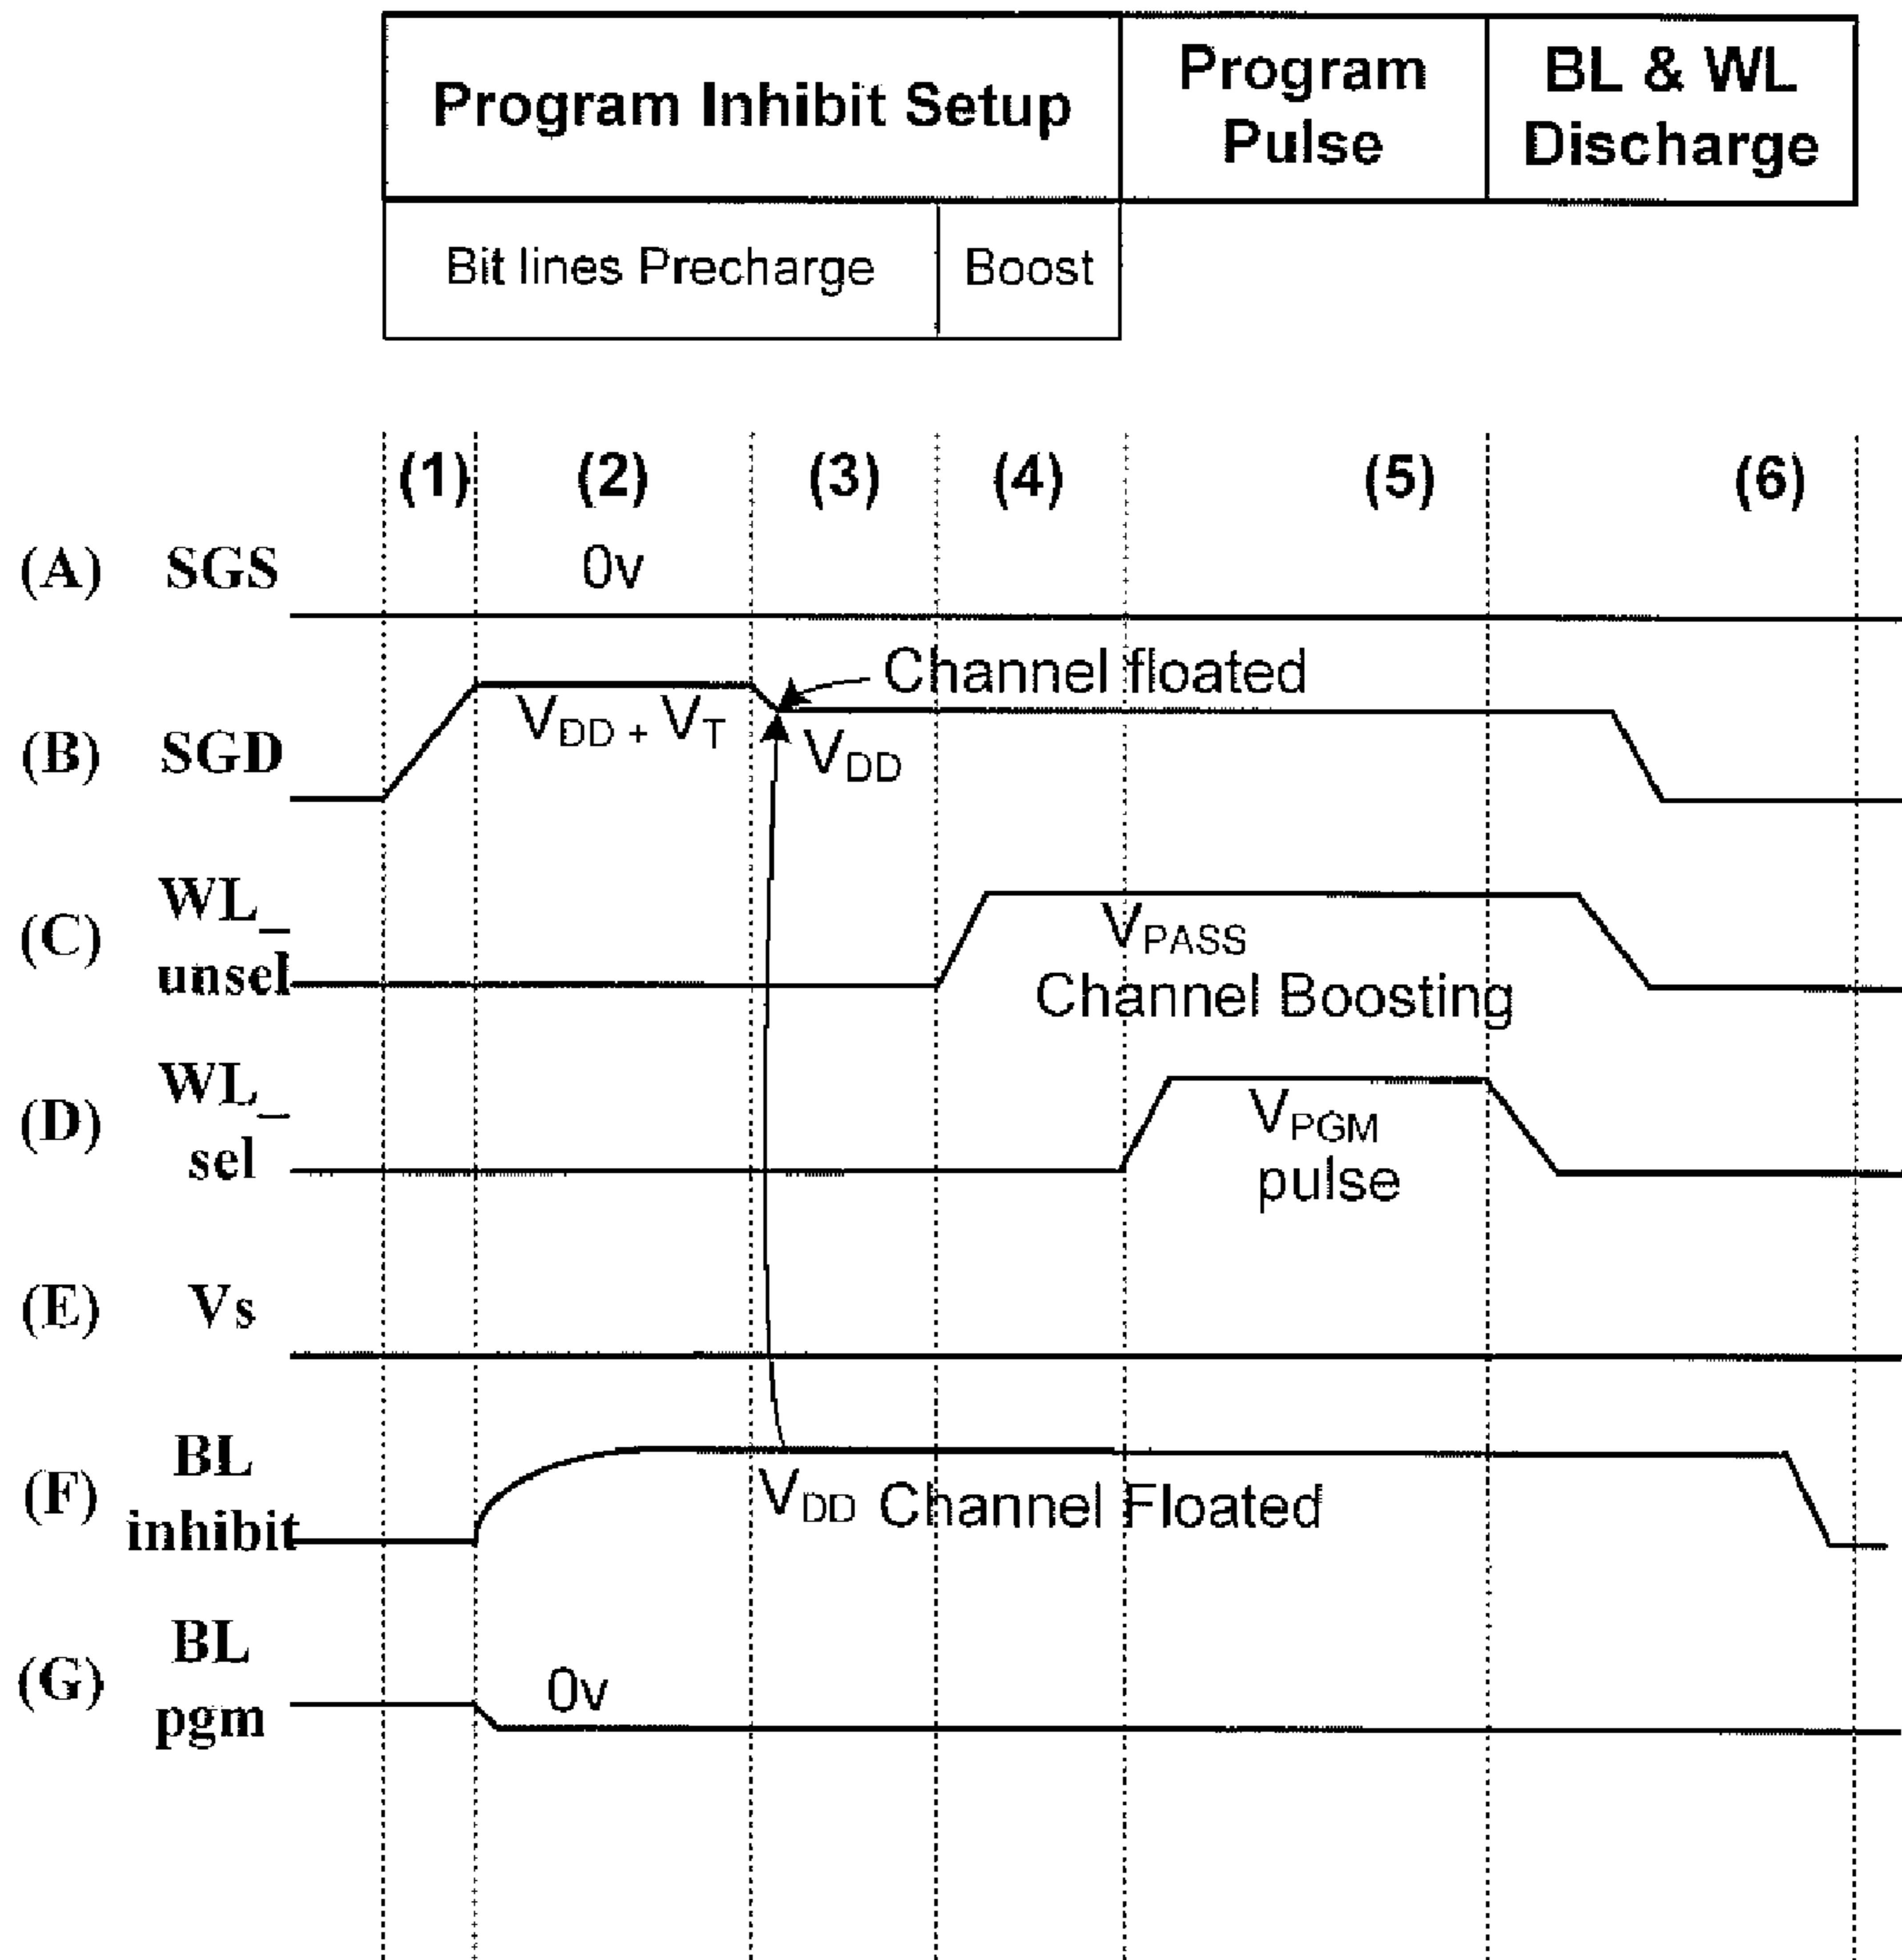 Program Inhibit Setup
Program
Pulse
BL & WL
Discharge
Bit lines Precharge
Boost
(1)
(2)
(3)
(4)
(5)
(6)
(A) SGS
0v
Channel floated
(B) SGD
VDD + VT
VDD
(C) WL_
unsel
VPASS
Channel Boosting
(D) WL_
sel
VPGM
pulse
(E) Vs
(F) BL
inhibit
VDD Channel Floated
(G) BL
pgm
0v